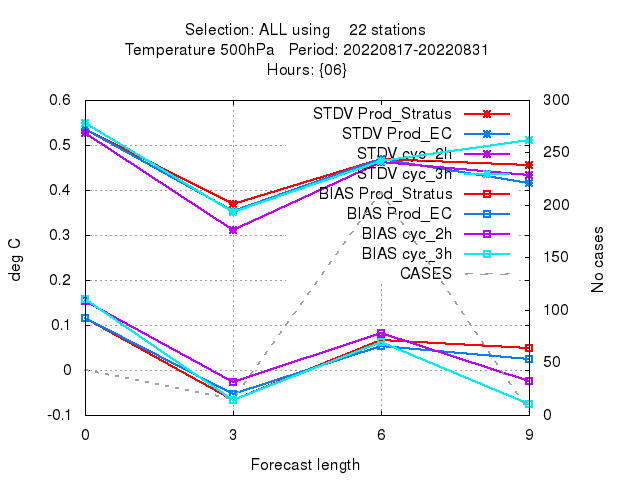 Selection: ALL using 22 stations
Temperature 500hPa Period: 20220817-20220831
Hours: {06}
0.6
0.5
0.4
0.3
0.2
0.1
0
-0.1
deg C
300
250
200
150
100
50
0
No cases
STDV Prod_Stratus
STDV Prod_EC
STDV cyc_2h
STDV cyc_3h
BIAS Prod_Stratus
BIAS Prod_EC
BIAS cyc_2h
BIAS cyc_3h
CASES
0 3 6 9
Forecast length